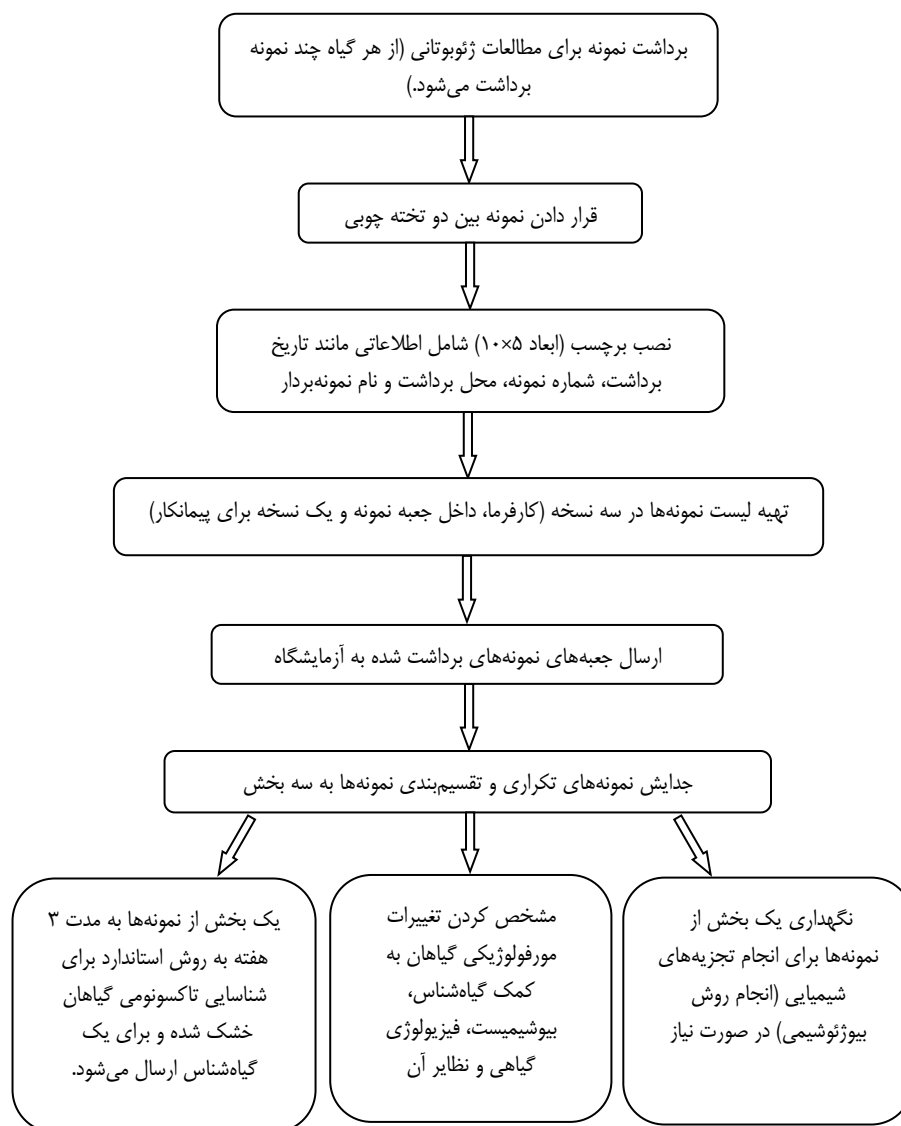 برداشت نمونه برای مطالعات ژئوبوتانی (از هر گیاه چند نمونه
برداشت می‌شود.)
قرار دادن نمونه بین دو تخته چوبی
نصب برچسب (ابعاد ۵×۱۰) شامل اطلاعاتی مانند تاریخ
برداشت، شماره نمونه، محل برداشت و نام نمونه‌بردار
تهیه لیست نمونه‌ها در سه نسخه (کارفرما، داخل جعبه نمونه و یک نسخه برای پیمانکار)
ارسال جعبه‌های نمونه‌های برداشت شده به آزمایشگاه
جدایش نمونه‌های تکراری و تقسیم‌بندی نمونه‌ها به سه بخش
نگهداری یک بخش از
نمونه‌ها برای انجام تجزیه‌های
شیمیایی (انجام روش
بیوژئوشیمی) در صورت نیاز
مشخص کردن تغییرات
مورفولوژیکی گیاهان به
کمک گیاه‌شناس،
بیوشیمیست، فیزیولوژی
گیاهی و نظایر آن
یک بخش از نمونه‌ها به مدت ۳
هفته به روش استاندارد برای
شناسایی تاکسونومی گیاهان
خشک شده و برای یک
گیاه‌شناس ارسال می‌شود.